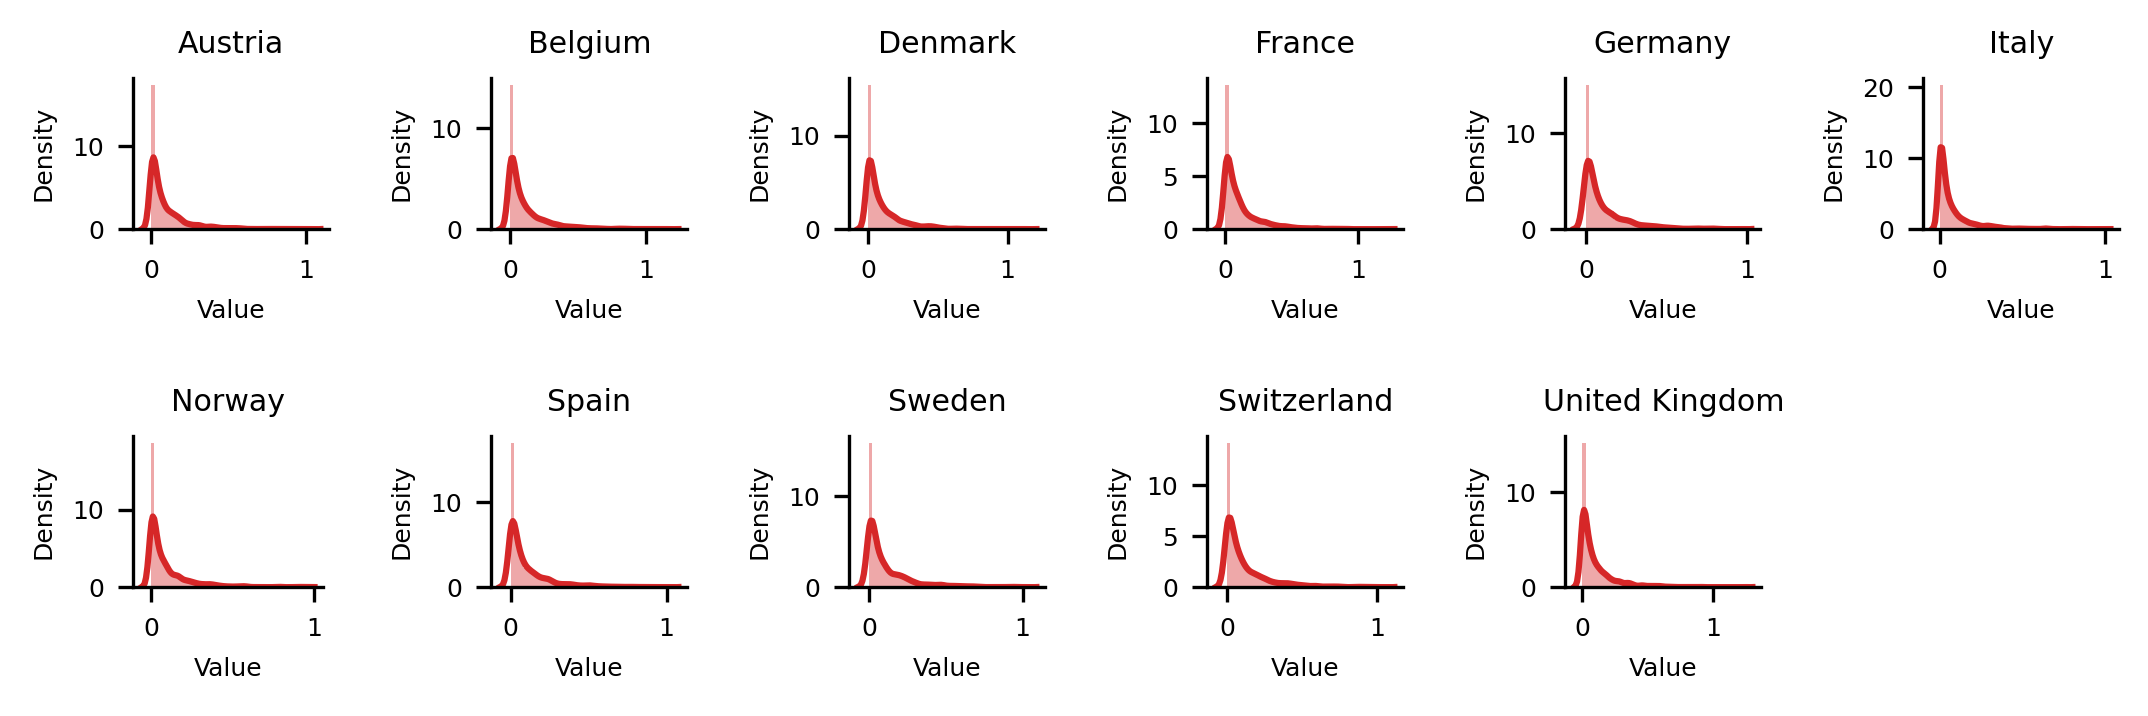 Austria
Belgium
Denmark
France
Germany
Italy
Density
10
0
0
1
Value
Density
10
0
0
1
Value
Density
10
0
0
1
Value
Density
10
5
0
0
1
Value
Density
10
0
0
1
Value
Density
20
10
0
0
1
Value
Norway
Spain
Sweden
Switzerland
United Kingdom
Density
10
0
0
1
Value
Density
10
0
0
1
Value
Density
10
0
0
1
Value
Density
10
5
0
0
1
Value
Density
10
0
0
1
Value